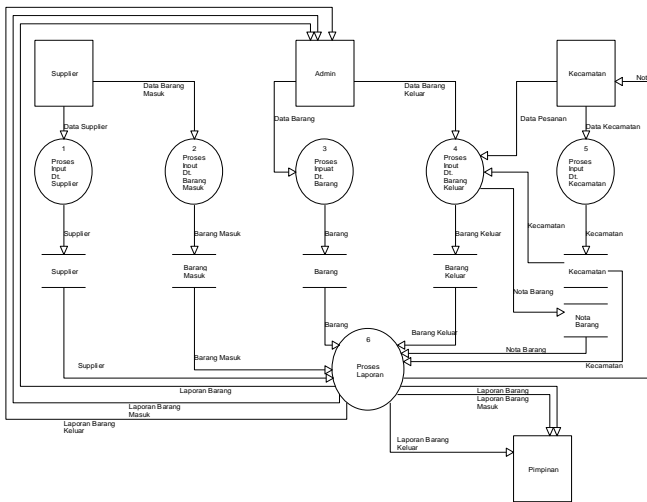 Supplier
Admin
Kecamatan
Nota
Data Barang
Masuk
Data Barang
Keluar
Data Pesanan
Data Supplier
Data Barang
Data Kecamatan
1
Proses
Input
Dt.
Supplier
2
Proses
Input
Dt.
Barang
Masuk
3
Proses
Inpuat
Dt.
Barang
4
Proses
Input
Dt.
Barang
Keluar
5
Proses
Input
Dt.
Kecamatan
Supplier
Barang Masuk
Barang
Barang Keluar
Kecamatan
Kecamatan
Supplier
Barang
Masuk
Barang
Barang
Keluar
Kecamatan
Nota Barang
Nota
Barang
Barang
Barang Keluar
6
Proses
Laporan
Nota Barang
Supplier
Barang Masuk
Kecamatan
Laporan Barang
Laporan Barang
Masuk
Laporan Barang
Keluar
Laporan Barang
Laporan Barang
Masuk
Laporan Barang
Keluar
Pimpinan